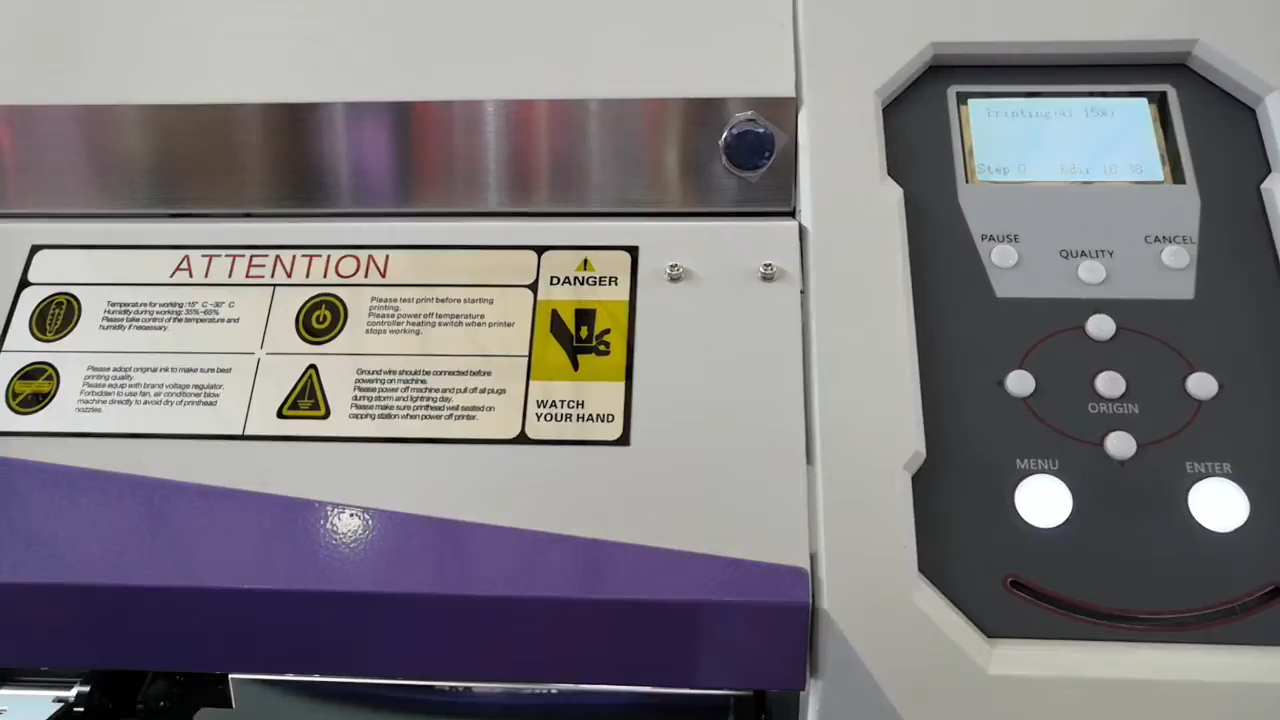 ATTENTION
Temperature for working :15° C ~30° C
Humidity during working: 35%~65%
Please take control of the temperature and
humidity if necessary.
Please test print before starting
printing.
Please power off temperature
controller heating switch when printer
stops working.
Please adopt original ink to make sure best
printing quality.
Please equip with brand voltage regulator.
Forbidden to use fan, air conditioner blow
machine directly to avoid dry of printhead
nozzles.
Ground wire should be connected before
powering on machine.
Please power off machine and pull off all plugs
during storm and lightning day.
Please make sure printhead well seated on
capping station when power off printer.
DANGER
WATCH
YOUR HAND
Step 0
PAUSE
QUALITY
CANCEL
ORIGIN
MENU
ENTER